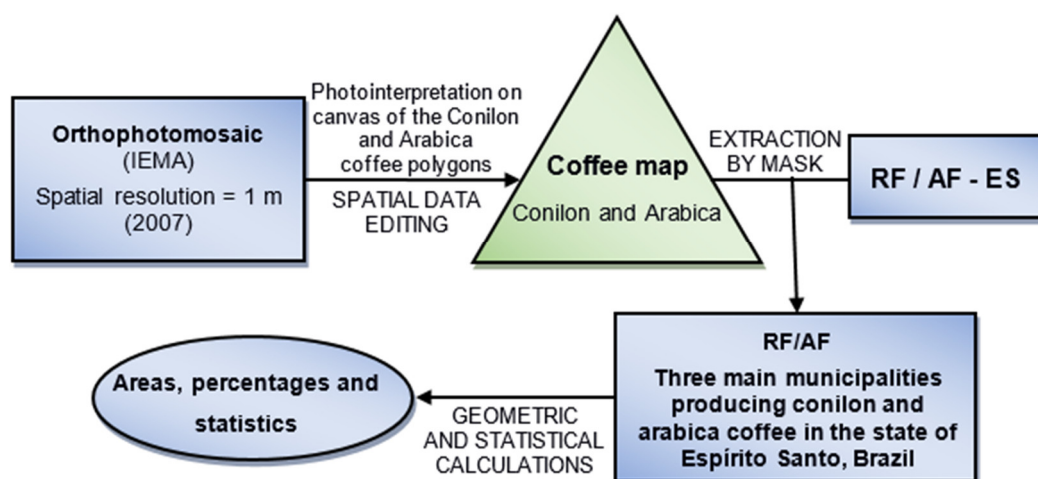 Orthophotomosaic
(IEMA)
Spatial resolution = 1 m
(2007)
Photointerpretation on
canvas of the Conilon
and Arabica
coffee polygons
SPATIAL DATA
EDITING
Coffee map
Conilon and Arabica
EXTRACTION
BY MASK
RF / AF - ES
RF/AF
Three main municipalities
producing conilon and
arabica coffee in the state of
Espírito Santo, Brazil
GEOMETRIC
AND STATISTICAL
CALCULATIONS
Areas, percentages and
statistics